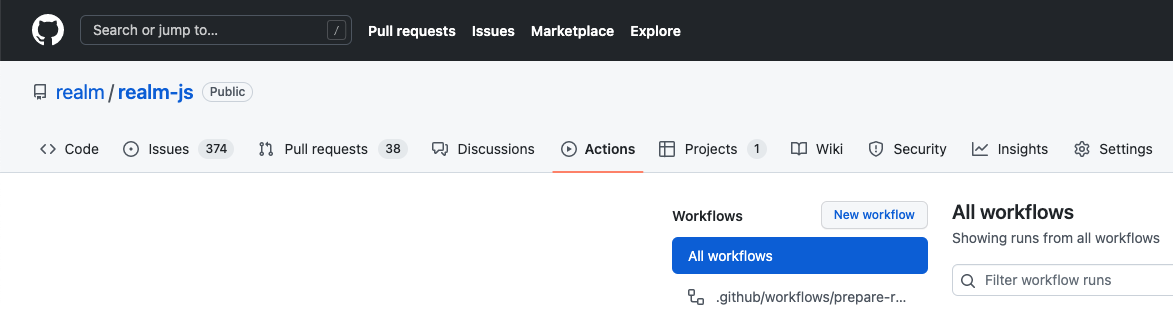 Search or jump to... / Pull requests Issues Marketplace Explore
realm / realm-js Public
Code Issues 374 Pull requests 38 Discussions Actions Projects 1 Wiki Security Insights Settings
Workflows New workflow
All workflows
.github/workflows/prepare-r...
All workflows
Showing runs from all workflows
Filter workflow runs